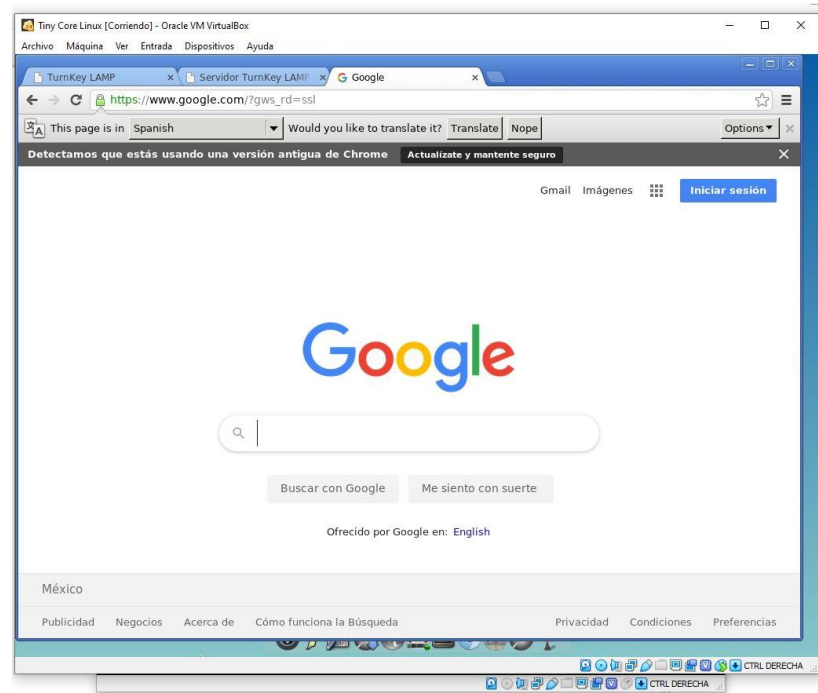 Tiny Core Linux [Corriendo] - Oracle VM VirtualBox
Archivo Máquina Ver Entrada Dispositivos Ayuda
TurnKey LAMP Servidor TurnKey LAMP Google
https://www.google.com/?gws_rd=ssl
This page is in Spanish Would you like to translate it? Translate Nope Options
Detectamos que estás usando una versión antigua de Chrome Actualízate y mantente seguro
Gmail Imágenes Iniciar sesión
Google
Buscar con Google Me siento con suerte
Ofrecido por Google en: English
México
Publicidad Negocios Acerca de Cómo funciona la Búsqueda Privacidad Condiciones Preferencias
CTRL DERECHA
CTRL DERECHA